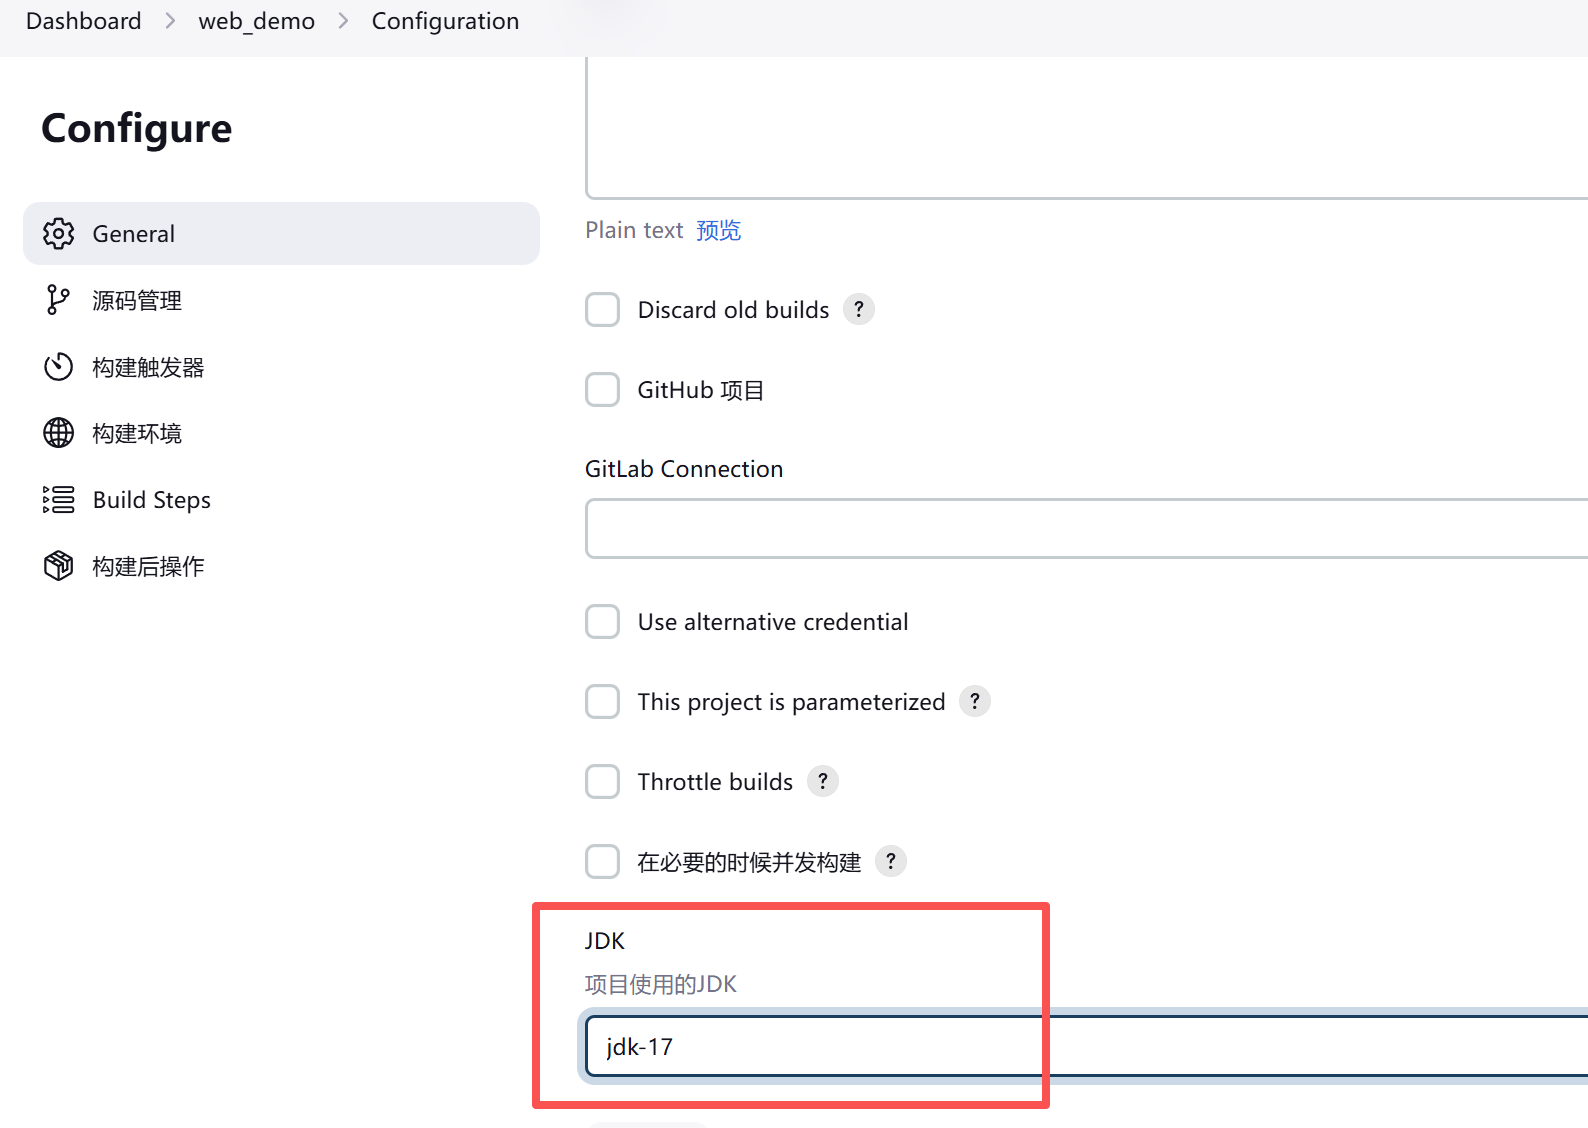 Dashboard > web_demo > Configuration
Configure
General
源码管理
构建触发器
构建环境
Build Steps
构建后操作
Plain text 预览
Discard old builds ?
GitHub 项目
GitLab Connection
Use alternative credential
This project is parameterized ?
Throttle builds ?
在必要的时候并发构建 ?
JDK
项目使用的JDK
jdk-17